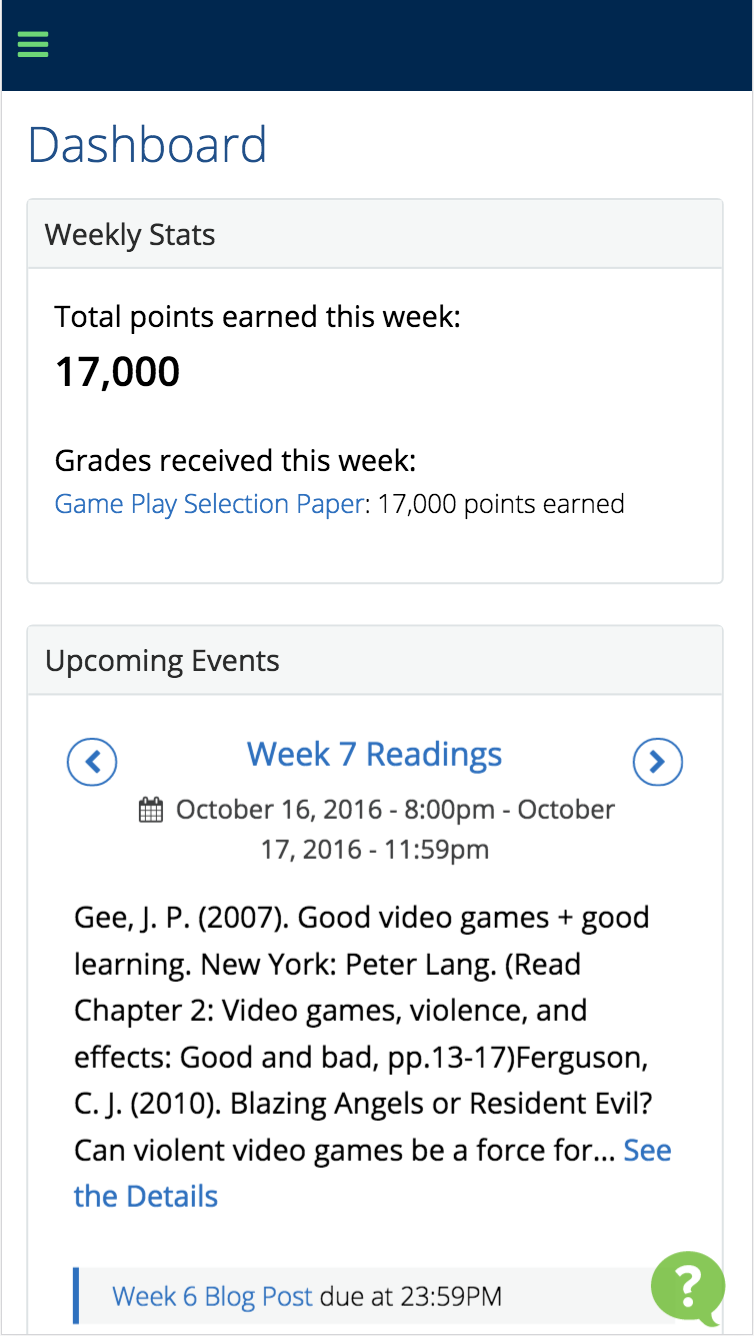 Dashboard
Weekly Stats
Total points earned this week:
17,000
Grades received this week:
Game Play Selection Paper: 17,000 points earned
Upcoming Events
Week 7 Readings
October 16, 2016 - 8:00pm - October
17, 2016 - 11:59pm
Gee, J. P. (2007). Good video games + good
learning. New York: Peter Lang. (Read
Chapter 2: Video games, violence, and
effects: Good and bad, pp.13-17)Ferguson,
C. J. (2010). Blazing Angels or Resident Evil?
Can violent video games be a force for... See
the Details
Week 6 Blog Post due at 23:59PM
?